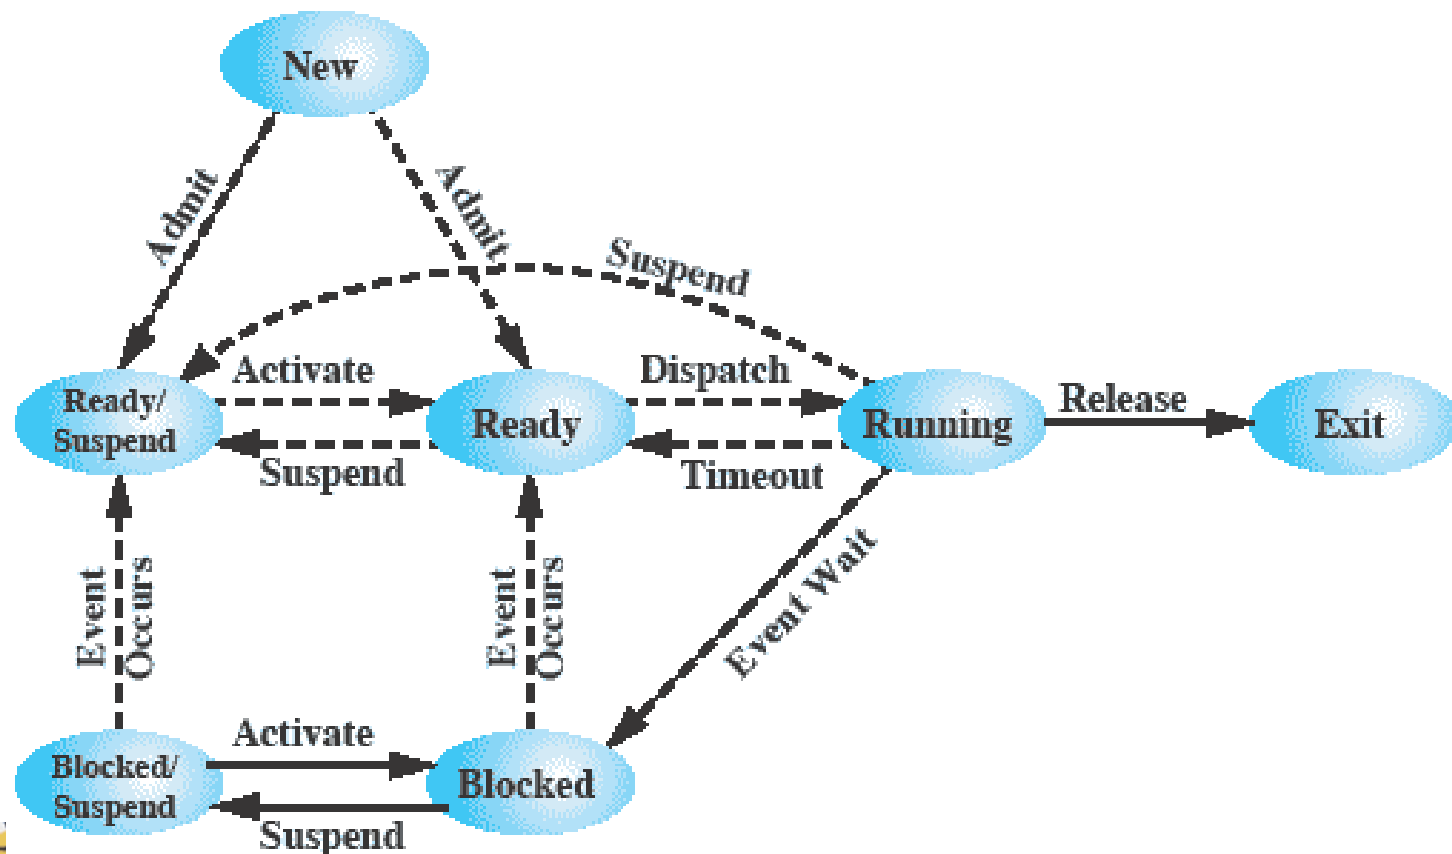 New
Admit
Admit
Suspend
Activate
Dispatch
Ready/
Suspend
Ready
Running
Release
Exit
Suspend
Timeout
Event
Occurs
Event
Occurs
Event Wait
Activate
Blocked/
Suspend
Blocked
Suspend